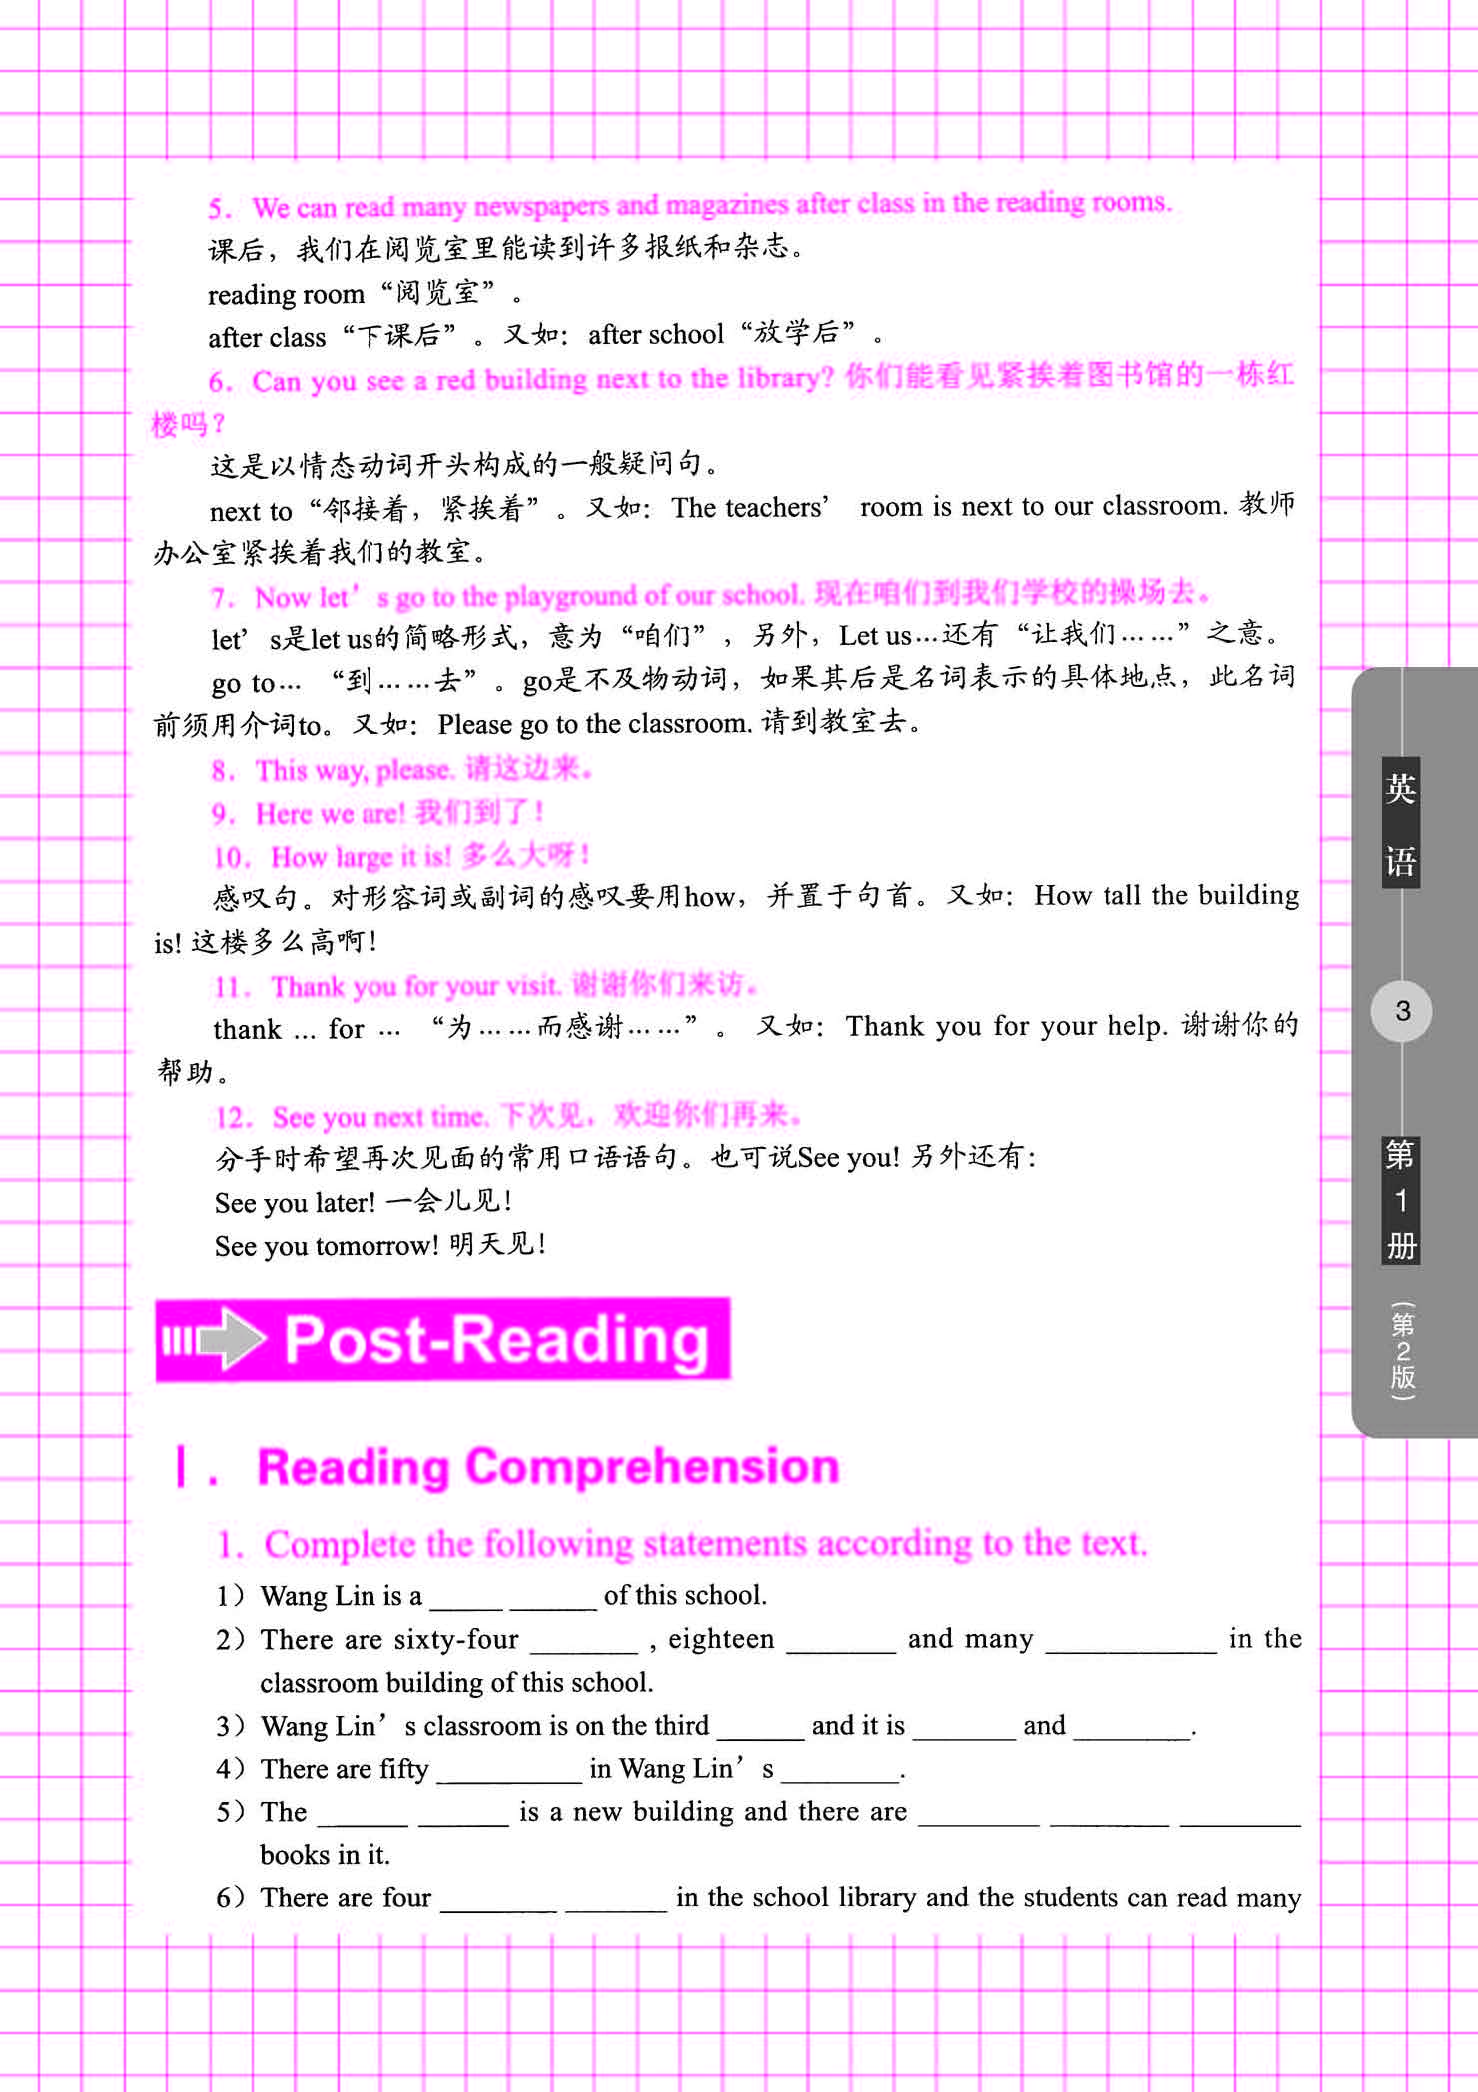 5. We can read many newspapers and magazines after class in the reading rooms.
课后，我们在阅览室里能读到许多报纸和杂志。
reading room“阅览室”。
after class“下课后”。又如：after school“放学后”。
6. Can you see a red building next to the library? 你们能看见紧挨着图书馆的一栋红
楼吗？
这是以情态动词开头构成的一般疑问句。
next to“邻接着，紧挨着”。又如：The teachers’ room is next to our classroom. 教师
办公室紧挨着我们的教室。
7. Now let’s go to the playground of our school. 现在咱们到我们学校的操场去。
let’s是let us的简略形式，意为“咱们”，另外，Let us…还有“让我们……”之意。
go to… “到……去”。go是不及物动词，如果其后是名词表示的具体地点，此名词
前须用介词to。又如：Please go to the classroom. 请到教室去。
8. This way, please. 请这边来。
9. Here we are! 我们到了！
10. How large it is! 多么大呀！
感叹句。对形容词或副词的感叹要用how，并置于句首。又如：How tall the building
is! 这楼多么高啊！
11. Thank you for your visit. 谢谢你们来访。
thank ... for … “为……而感谢……”。 又如：Thank you for your help. 谢谢你的
帮助。
12. See you next time. 下次见，欢迎你们再来。
分手时希望再次见面的常用口语语句。也可说See you! 另外还有：
See you later! 一会儿见！
See you tomorrow! 明天见！
Post-Reading
Ⅰ. Reading Comprehension
1. Complete the following statements according to the text.
1）Wang Lin is a _____ ______ of this school.
2）There are sixty-four _______ , eighteen _______ and many ___________ in the
classroom building of this school.
3）Wang Lin’s classroom is on the third ______ and it is _______ and ________.
4）There are fifty __________ in Wang Lin’s ________.
5）The ______ ______ is a new building and there are ________ ________ ________
books in it.
6）There are four ________ _______ in the school library and the students can read many
英
语
3
第
1
册
（第2版）